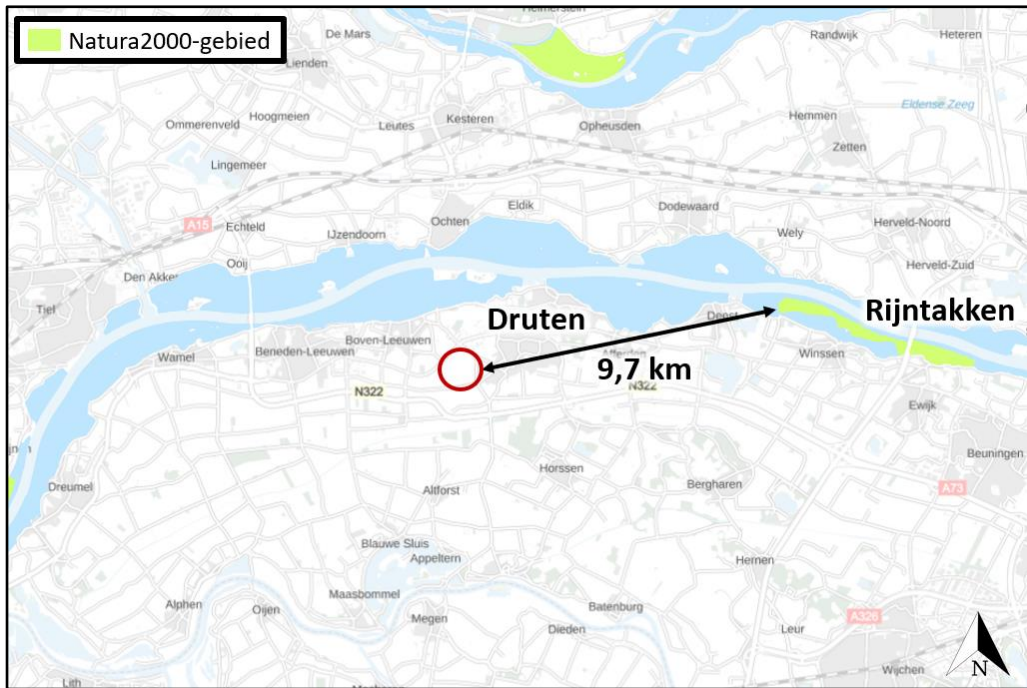 Natura2000-gebied
De Mars
Lienden
Randwijk
Heteren
Ommerenveld
Hoogmeien
Leutes
Kesteren
Opheusden
Hemmen
Eldense Zeeg
Zetten
Lingemeer
A15
Echteld
IJzendoorn
Ochten
Eldik
Dodewaard
Wely
Herveld-Noord
Ooij
Den Akker
Herveld-Zuid
Tiel
Druten
Deest
Rijntakken
Wamel
Beneden-Leeuwen
Boven-Leeuwen
Afferden
Winssen
9,7 km
N322
N322
Ewijk
Beuningen
Dreumel
Altforst
Horssen
Bergharen
A73
Blauwe Sluis
Appeltern
Hernen
Maasbommel
Alphen
Oijen
Megen
Batenburg
Dieden
Leur
A326
Wijchen
Lith
N